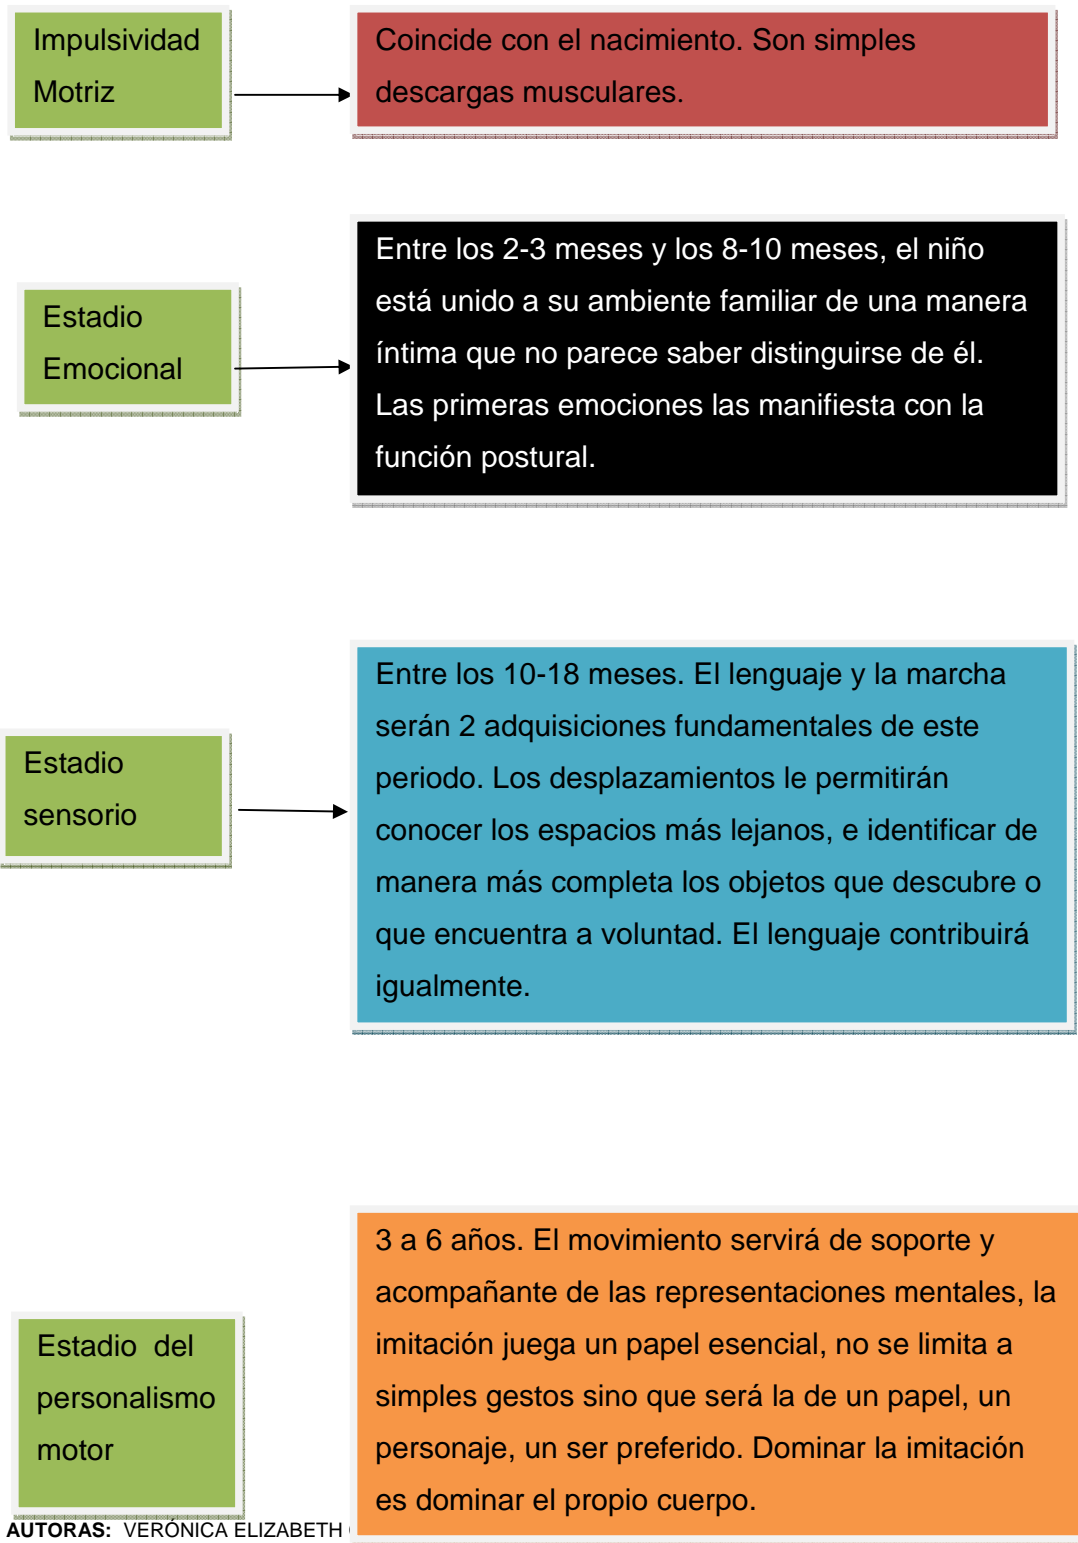 Impulsividad
Motriz
Coincide con el nacimiento. Son simples
descargas musculares.
Estadio
Emocional
Entre los 2-3 meses y los 8-10 meses, el niño
está unido a su ambiente familiar de una manera
íntima que no parece saber distinguirse de él.
Las primeras emociones las manifiesta con la
función postural.
Estadio
sensorio
Entre los 10-18 meses. El lenguaje y la marcha
serán 2 adquisiciones fundamentales de este
periodo. Los desplazamientos le permitirán
conocer los espacios más lejanos, e identificar de
manera más completa los objetos que descubre o
que encuentra a voluntad. El lenguaje contribuirá
igualmente.
Estadio del
personalismo
motor
3 a 6 años. El movimiento servirá de soporte y
acompañante de las representaciones mentales, la
imitación juega un papel esencial, no se limita a
simples gestos sino que será la de un papel, un
personaje, un ser preferido. Dominar la imitación
es dominar el propio cuerpo.
AUTORAS: VERÓNICA ELIZABETH